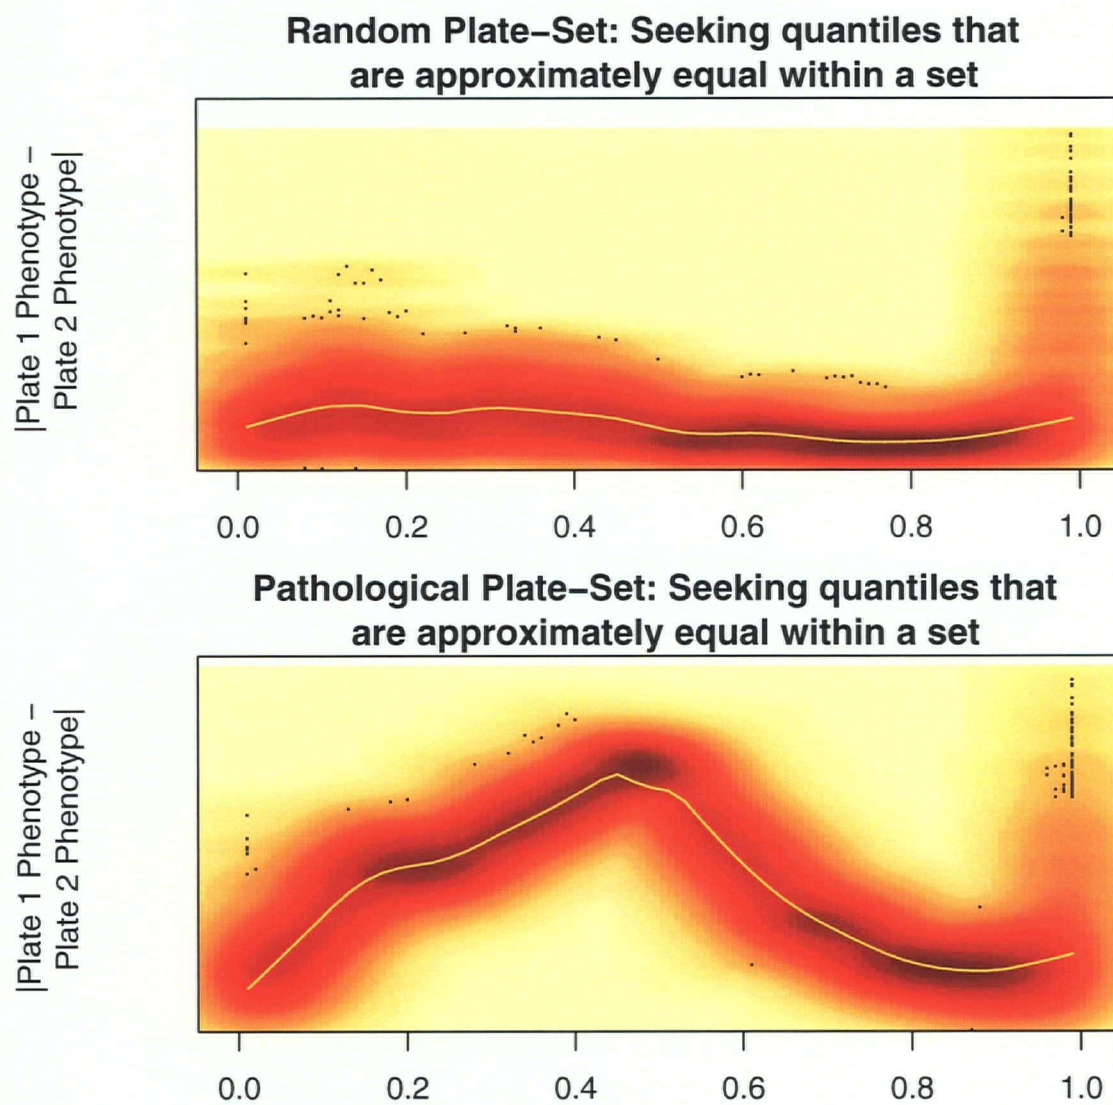 Random Plate–Set: Seeking quantiles that
are approximately equal within a set
|Plate 1 Phenotype –
Plate 2 Phenotype|
0.0 0.2 0.4 0.6 0.8 1.0
Pathological Plate–Set: Seeking quantiles that
are approximately equal within a set
|Plate 1 Phenotype –
Plate 2 Phenotype|
0.0 0.2 0.4 0.6 0.8 1.0